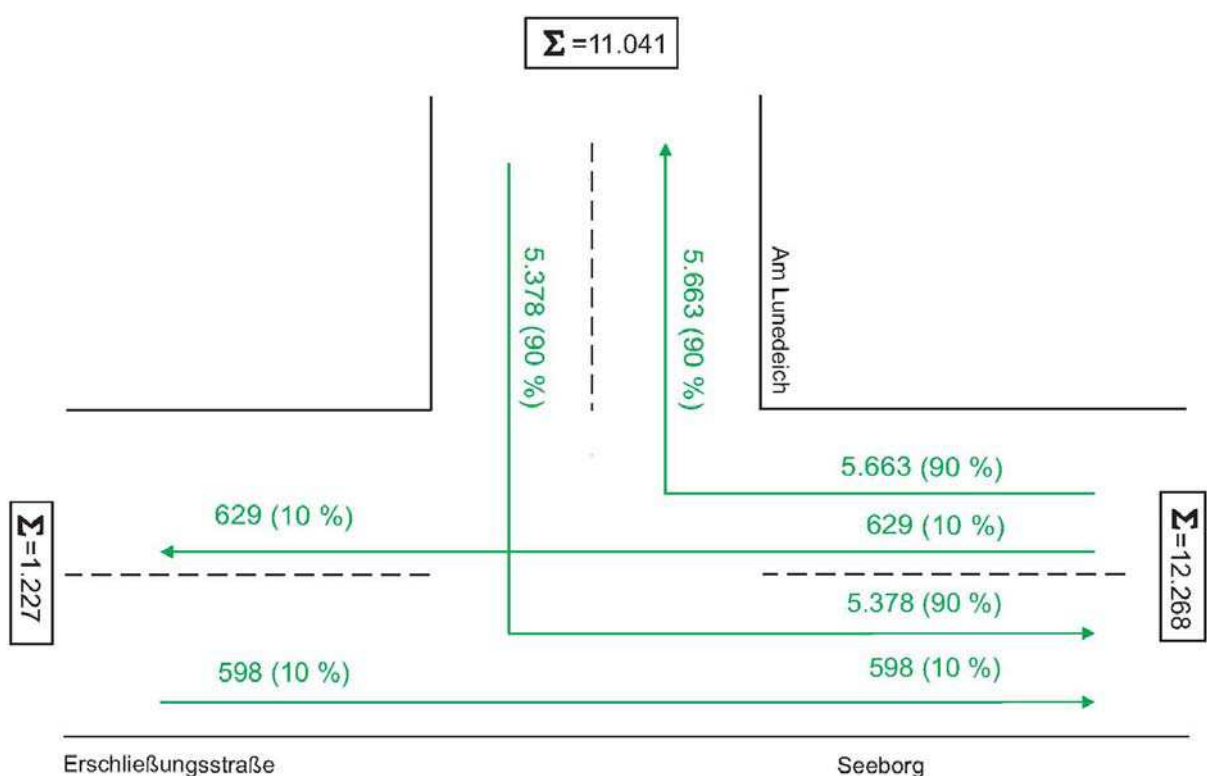 Σ =11.041
5.378 (90 %)
5.663 (90 %)
Am Lunedeich
5.663 (90 %)
629 (10 %)
629 (10 %)
Σ=1.227
Σ=12.268
5.378 (90 %)
598 (10 %)
598 (10 %)
Erschließungsstraße
Seeborg